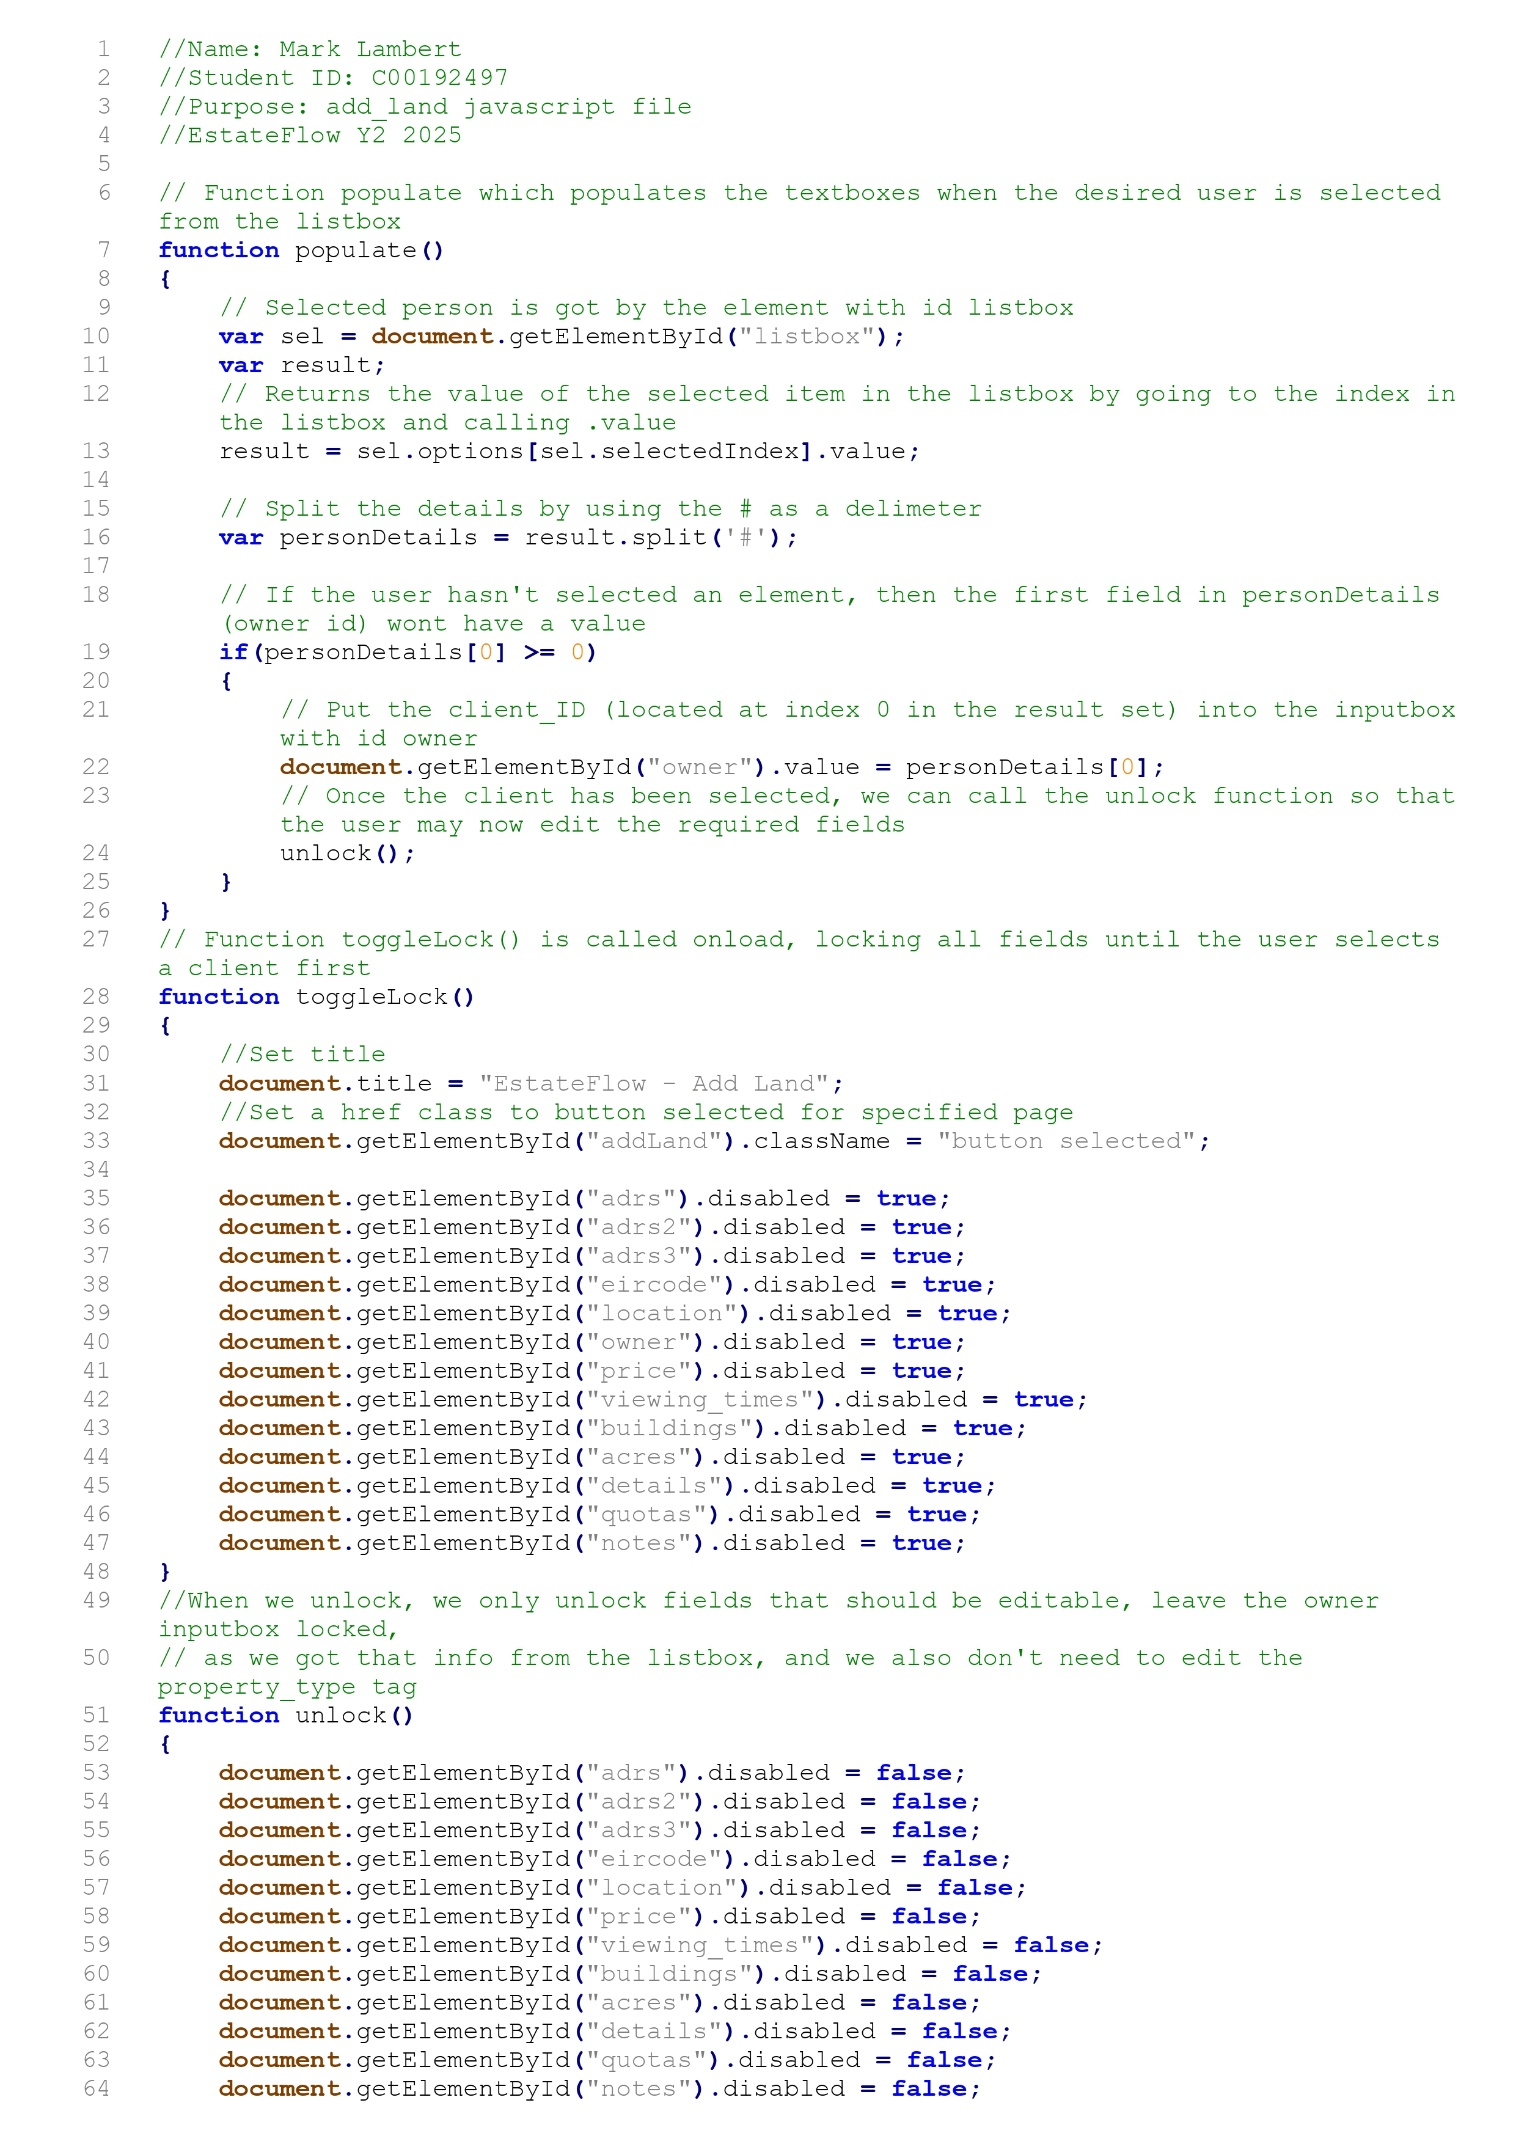 1 //Name: Mark Lambert
2 //Student ID: C00192497
3 //Purpose: add_land javascript file
4 //EstateFlow Y2 2025
5
6 // Function populate which populates the textboxes when the desired user is selected
from the listbox
7 function populate()
8 {
9 // Selected person is got by the element with id listbox
10 var sel = document.getElementById("listbox");
11 var result;
12 // Returns the value of the selected item in the listbox by going to the index in
the listbox and calling .value
13 result = sel.options[sel.selectedIndex].value;
14
15 // Split the details by using the # as a delimeter
16 var personDetails = result.split('#');
17
18 // If the user hasn't selected an element, then the first field in personDetails
(owner id) wont have a value
19 if(personDetails[0] >= 0)
20 {
21 // Put the client_ID (located at index 0 in the result set) into the inputbox
with id owner
22 document.getElementById("owner").value = personDetails[0];
23 // Once the client has been selected, we can call the unlock function so that
the user may now edit the required fields
24 unlock();
25 }
26 }
27 // Function toggleLock() is called onload, locking all fields until the user selects
a client first
28 function toggleLock()
29 {
30 //Set title
31 document.title = "EstateFlow - Add Land";
32 //Set a href class to button selected for specified page
33 document.getElementById("addLand").className = "button selected";
34
35 document.getElementById("adrs").disabled = true;
36 document.getElementById("adrs2").disabled = true;
37 document.getElementById("adrs3").disabled = true;
38 document.getElementById("eircode").disabled = true;
39 document.getElementById("location").disabled = true;
40 document.getElementById("owner").disabled = true;
41 document.getElementById("price").disabled = true;
42 document.getElementById("viewing_times").disabled = true;
43 document.getElementById("buildings").disabled = true;
44 document.getElementById("acres").disabled = true;
45 document.getElementById("details").disabled = true;
46 document.getElementById("quotas").disabled = true;
47 document.getElementById("notes").disabled = true;
48 }
49 //When we unlock, we only unlock fields that should be editable, leave the owner
inputbox locked,
50 // as we got that info from the listbox, and we also don't need to edit the
property_type tag
51 function unlock()
52 {
53 document.getElementById("adrs").disabled = false;
54 document.getElementById("adrs2").disabled = false;
55 document.getElementById("adrs3").disabled = false;
56 document.getElementById("eircode").disabled = false;
57 document.getElementById("location").disabled = false;
58 document.getElementById("price").disabled = false;
59 document.getElementById("viewing_times").disabled = false;
60 document.getElementById("buildings").disabled = false;
61 document.getElementById("acres").disabled = false;
62 document.getElementById("details").disabled = false;
63 document.getElementById("quotas").disabled = false;
64 document.getElementById("notes").disabled = false;